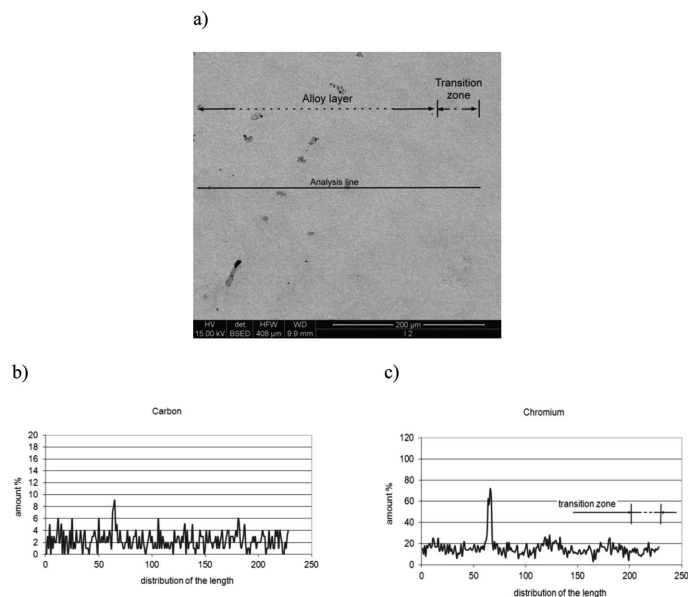 a)
Transition
zone
Alloy layer
Analysis line
HV det HFW WD 200 µm
15.00 kV BSED 408 µm 9.9 mm I 2
b)
c)
Carbon
Chromium
20
18
16
14
12
10
8
6
4
2
0
amount %
0 50 100 150 200 250
distribution of the length
120
100
80
60
40
20
0
amount %
transition zone
0 50 100 150 200 250
distribution of the length